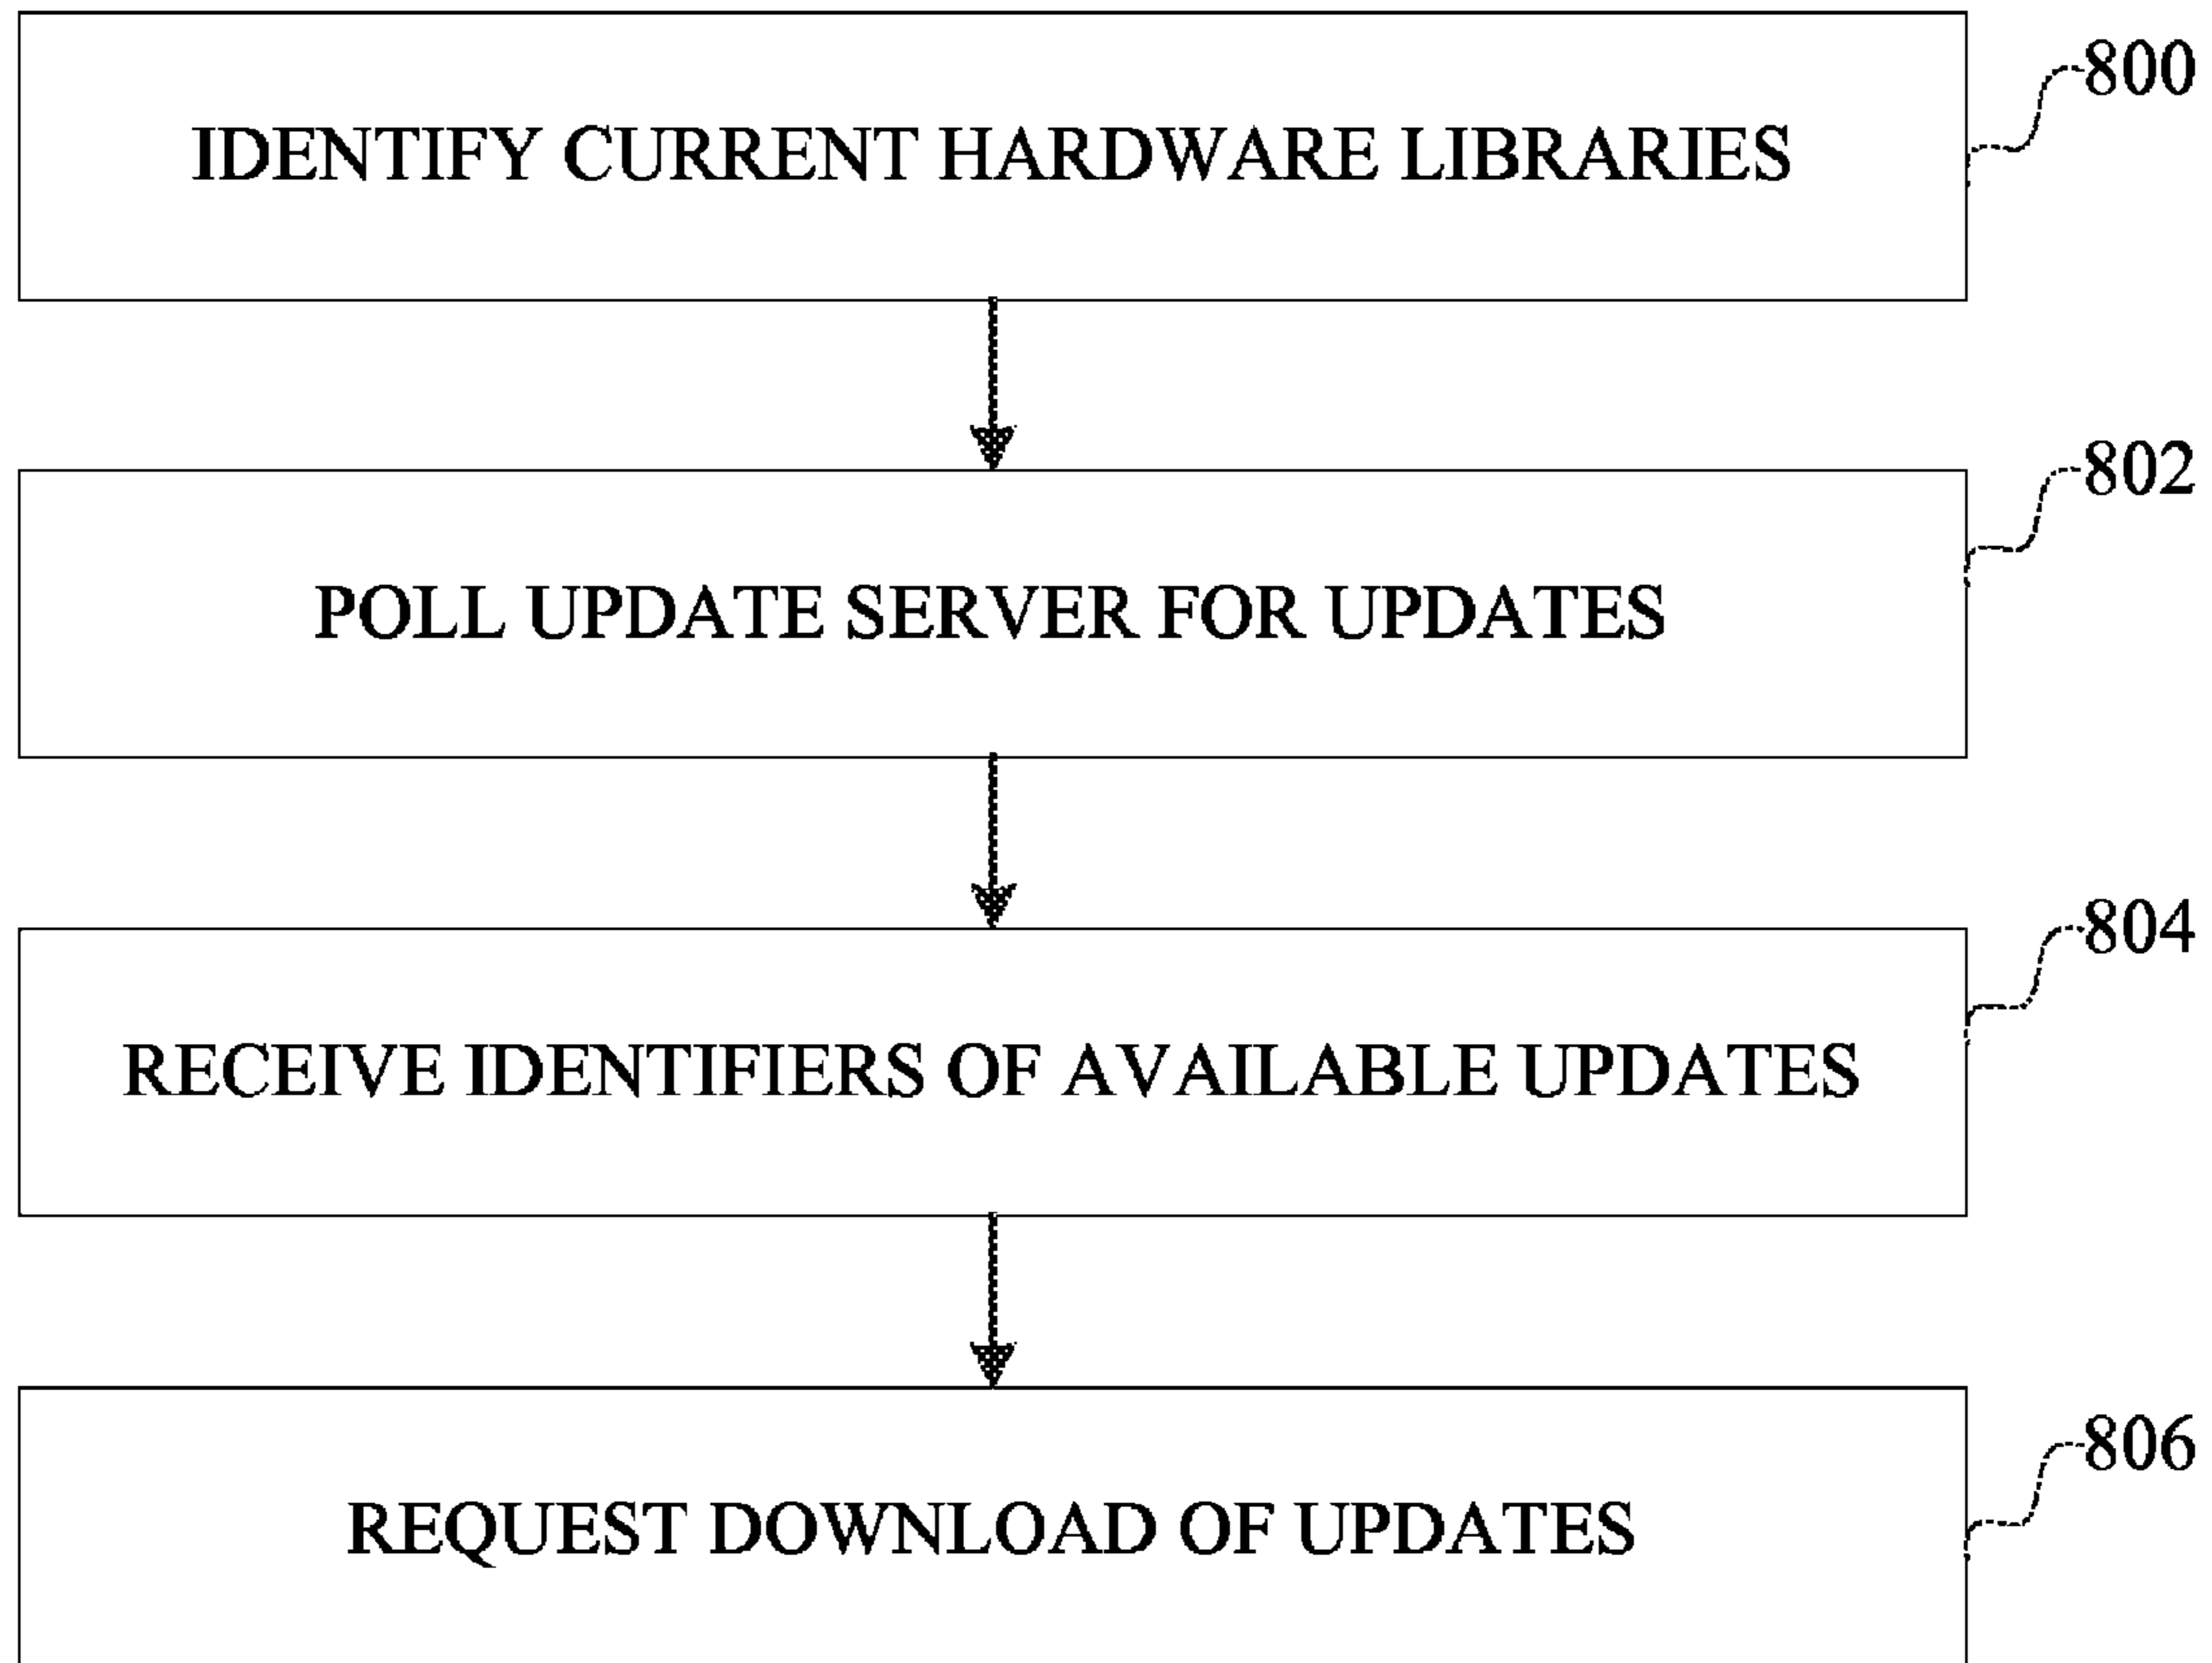 800
IDENTIFY CURRENT HARDWARE LIBRARIES
802
POLL UPDATE SERVER FOR UPDATES
804
RECEIVE IDENTIFIERS OF AVAILABLE UPDATES
806
REQUEST DOWNLOAD OF UPDATES